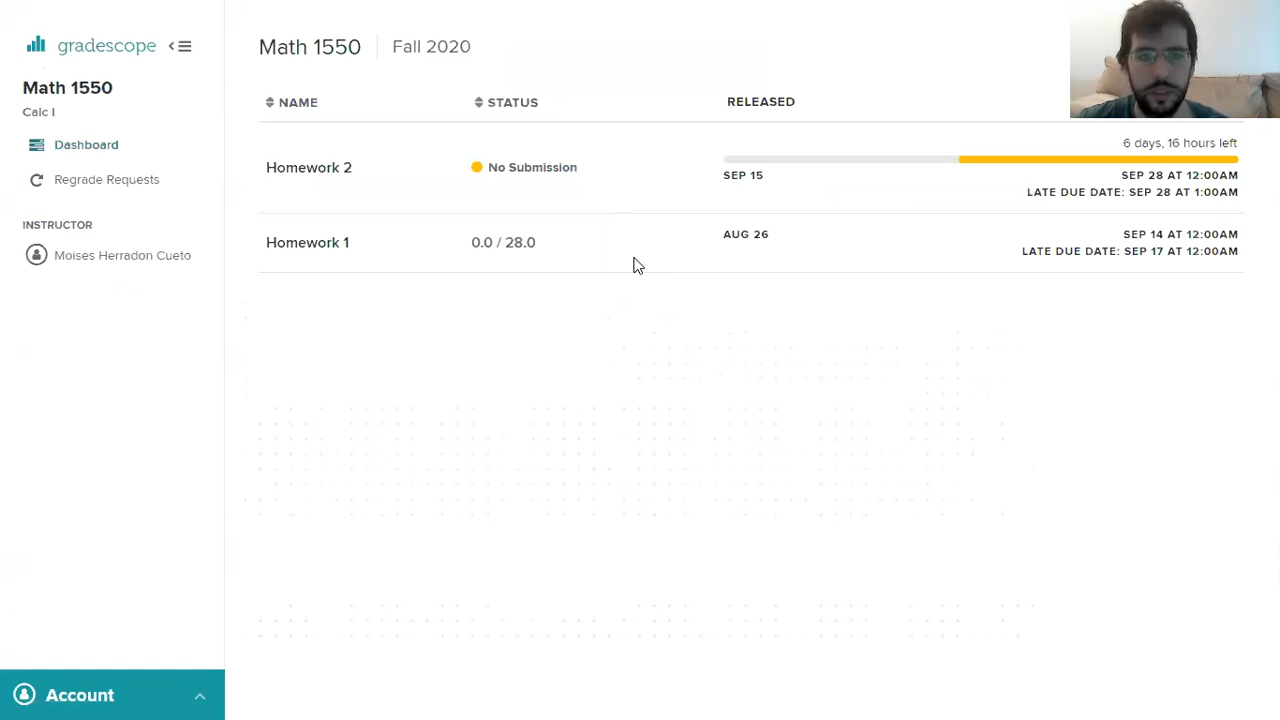 gradescope
Math 1550
Calc I
Dashboard
Regrade Requests
INSTRUCTOR
Moises Herradon Cueto
Account
Math 1550 Fall 2020
NAME STATUS RELEASED
Homework 2 No Submission
6 days, 16 hours left
SEP 15 SEP 28 AT 12:00AM
LATE DUE DATE: SEP 28 AT 1:00AM
Homework 1 0.0 / 28.0 AUG 26 SEP 14 AT 12:00AM
LATE DUE DATE: SEP 17 AT 12:00AM